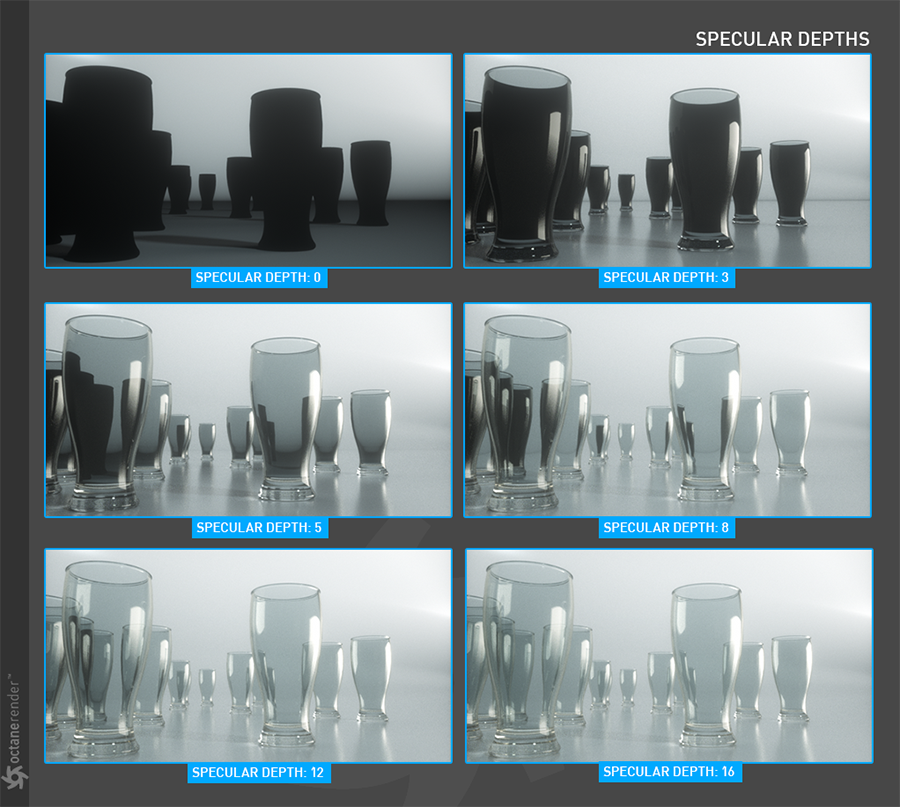 SPECULAR DEPTHS
SPECULAR DEPTH: 0
SPECULAR DEPTH: 3
SPECULAR DEPTH: 5
SPECULAR DEPTH: 8
SPECULAR DEPTH: 12
SPECULAR DEPTH: 16
octanerender™